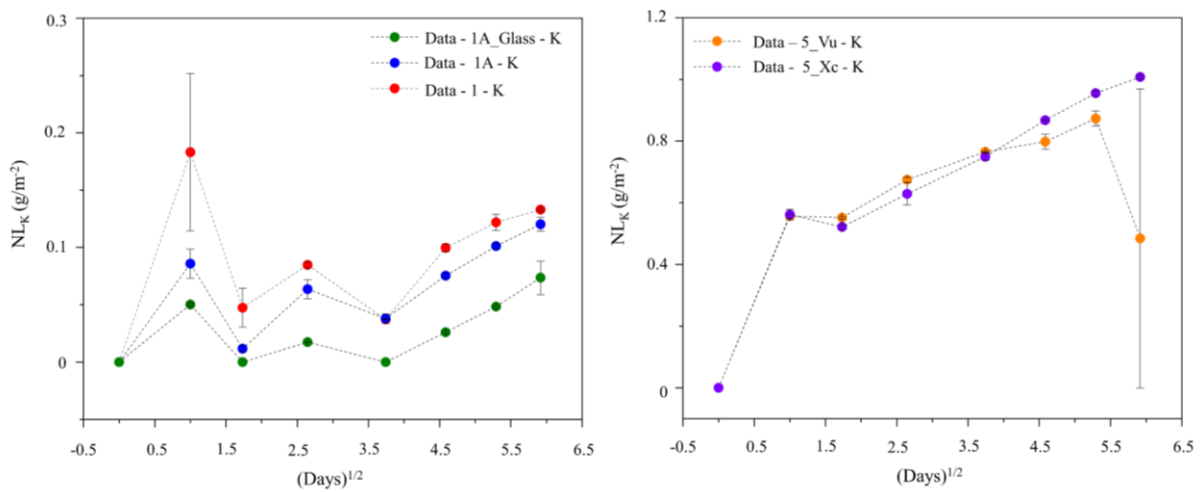 0.3
0.2
0.1
0
NLK (g/m-2)
Data - 1A_Glass - K
Data - 1A - K
Data - 1 - K
-0.5 0.5 1.5 2.5 3.5 4.5 5.5 6.5
(Days)1/2
1.2
0.8
0.4
0
NLK (g/m-2)
Data – 5_Vu - K
Data - 5_Xc - K
-0.5 0.5 1.5 2.5 3.5 4.5 5.5 6.5
(Days)1/2